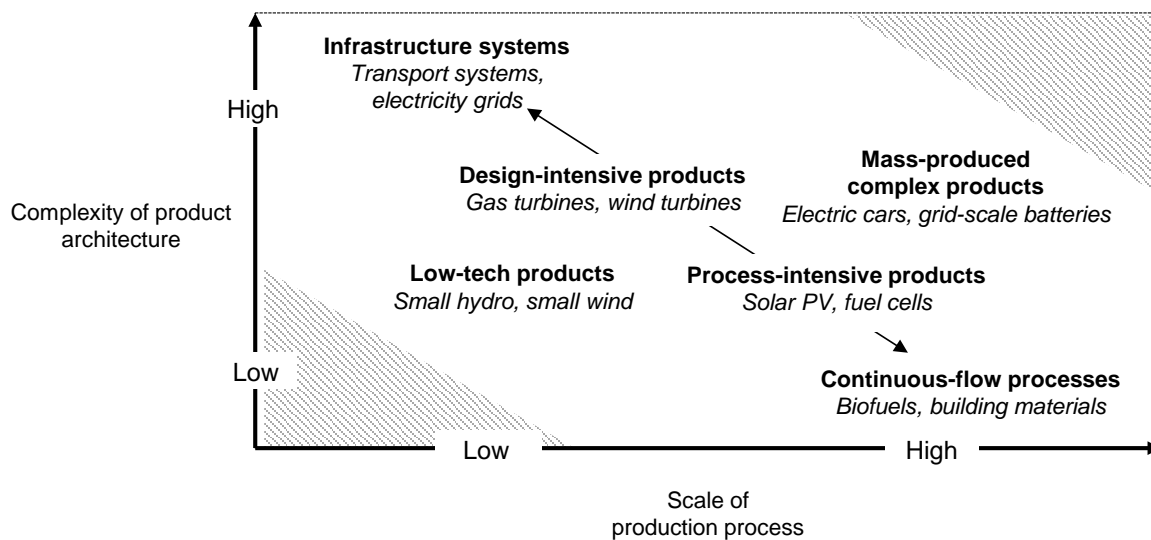 Infrastructure systems
Transport systems,
electricity grids
High
Design-intensive products
Gas turbines, wind turbines
Mass-produced
complex products
Electric cars, grid-scale batteries
Complexity of product
architecture
Low-tech products
Small hydro, small wind
Process-intensive products
Solar PV, fuel cells
Low
Continuous-flow processes
Biofuels, building materials
Low
High
Scale of
production process